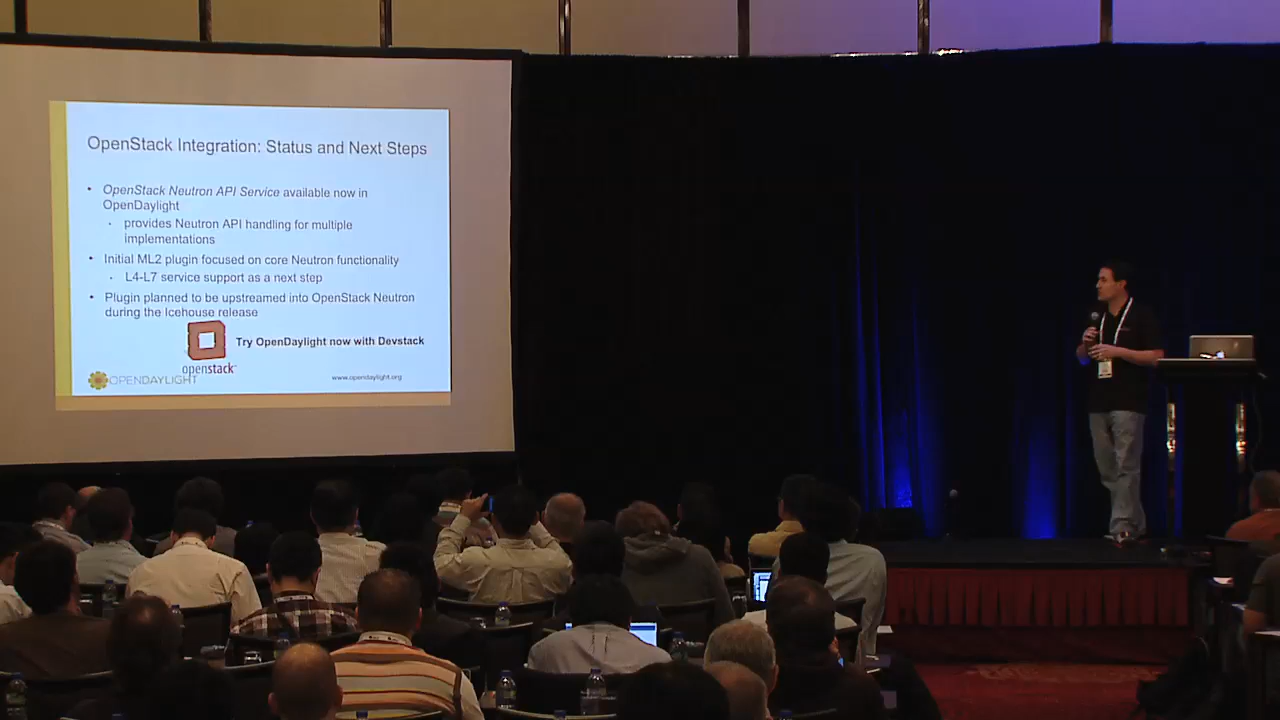 OpenStack Integration: Status and Next Steps
• OpenStack Neutron API Service available now in
OpenDaylight
· provides Neutron API handling for multiple
implementations
• Initial ML2 plugin focused on core Neutron functionality
· L4-L7 service support as a next step
• Plugin planned to be upstreamed into OpenStack Neutron
during the Icehouse release
Try OpenDaylight now with Devstack
openstack™
OPENDAYLIGHT
www.opendaylight.org